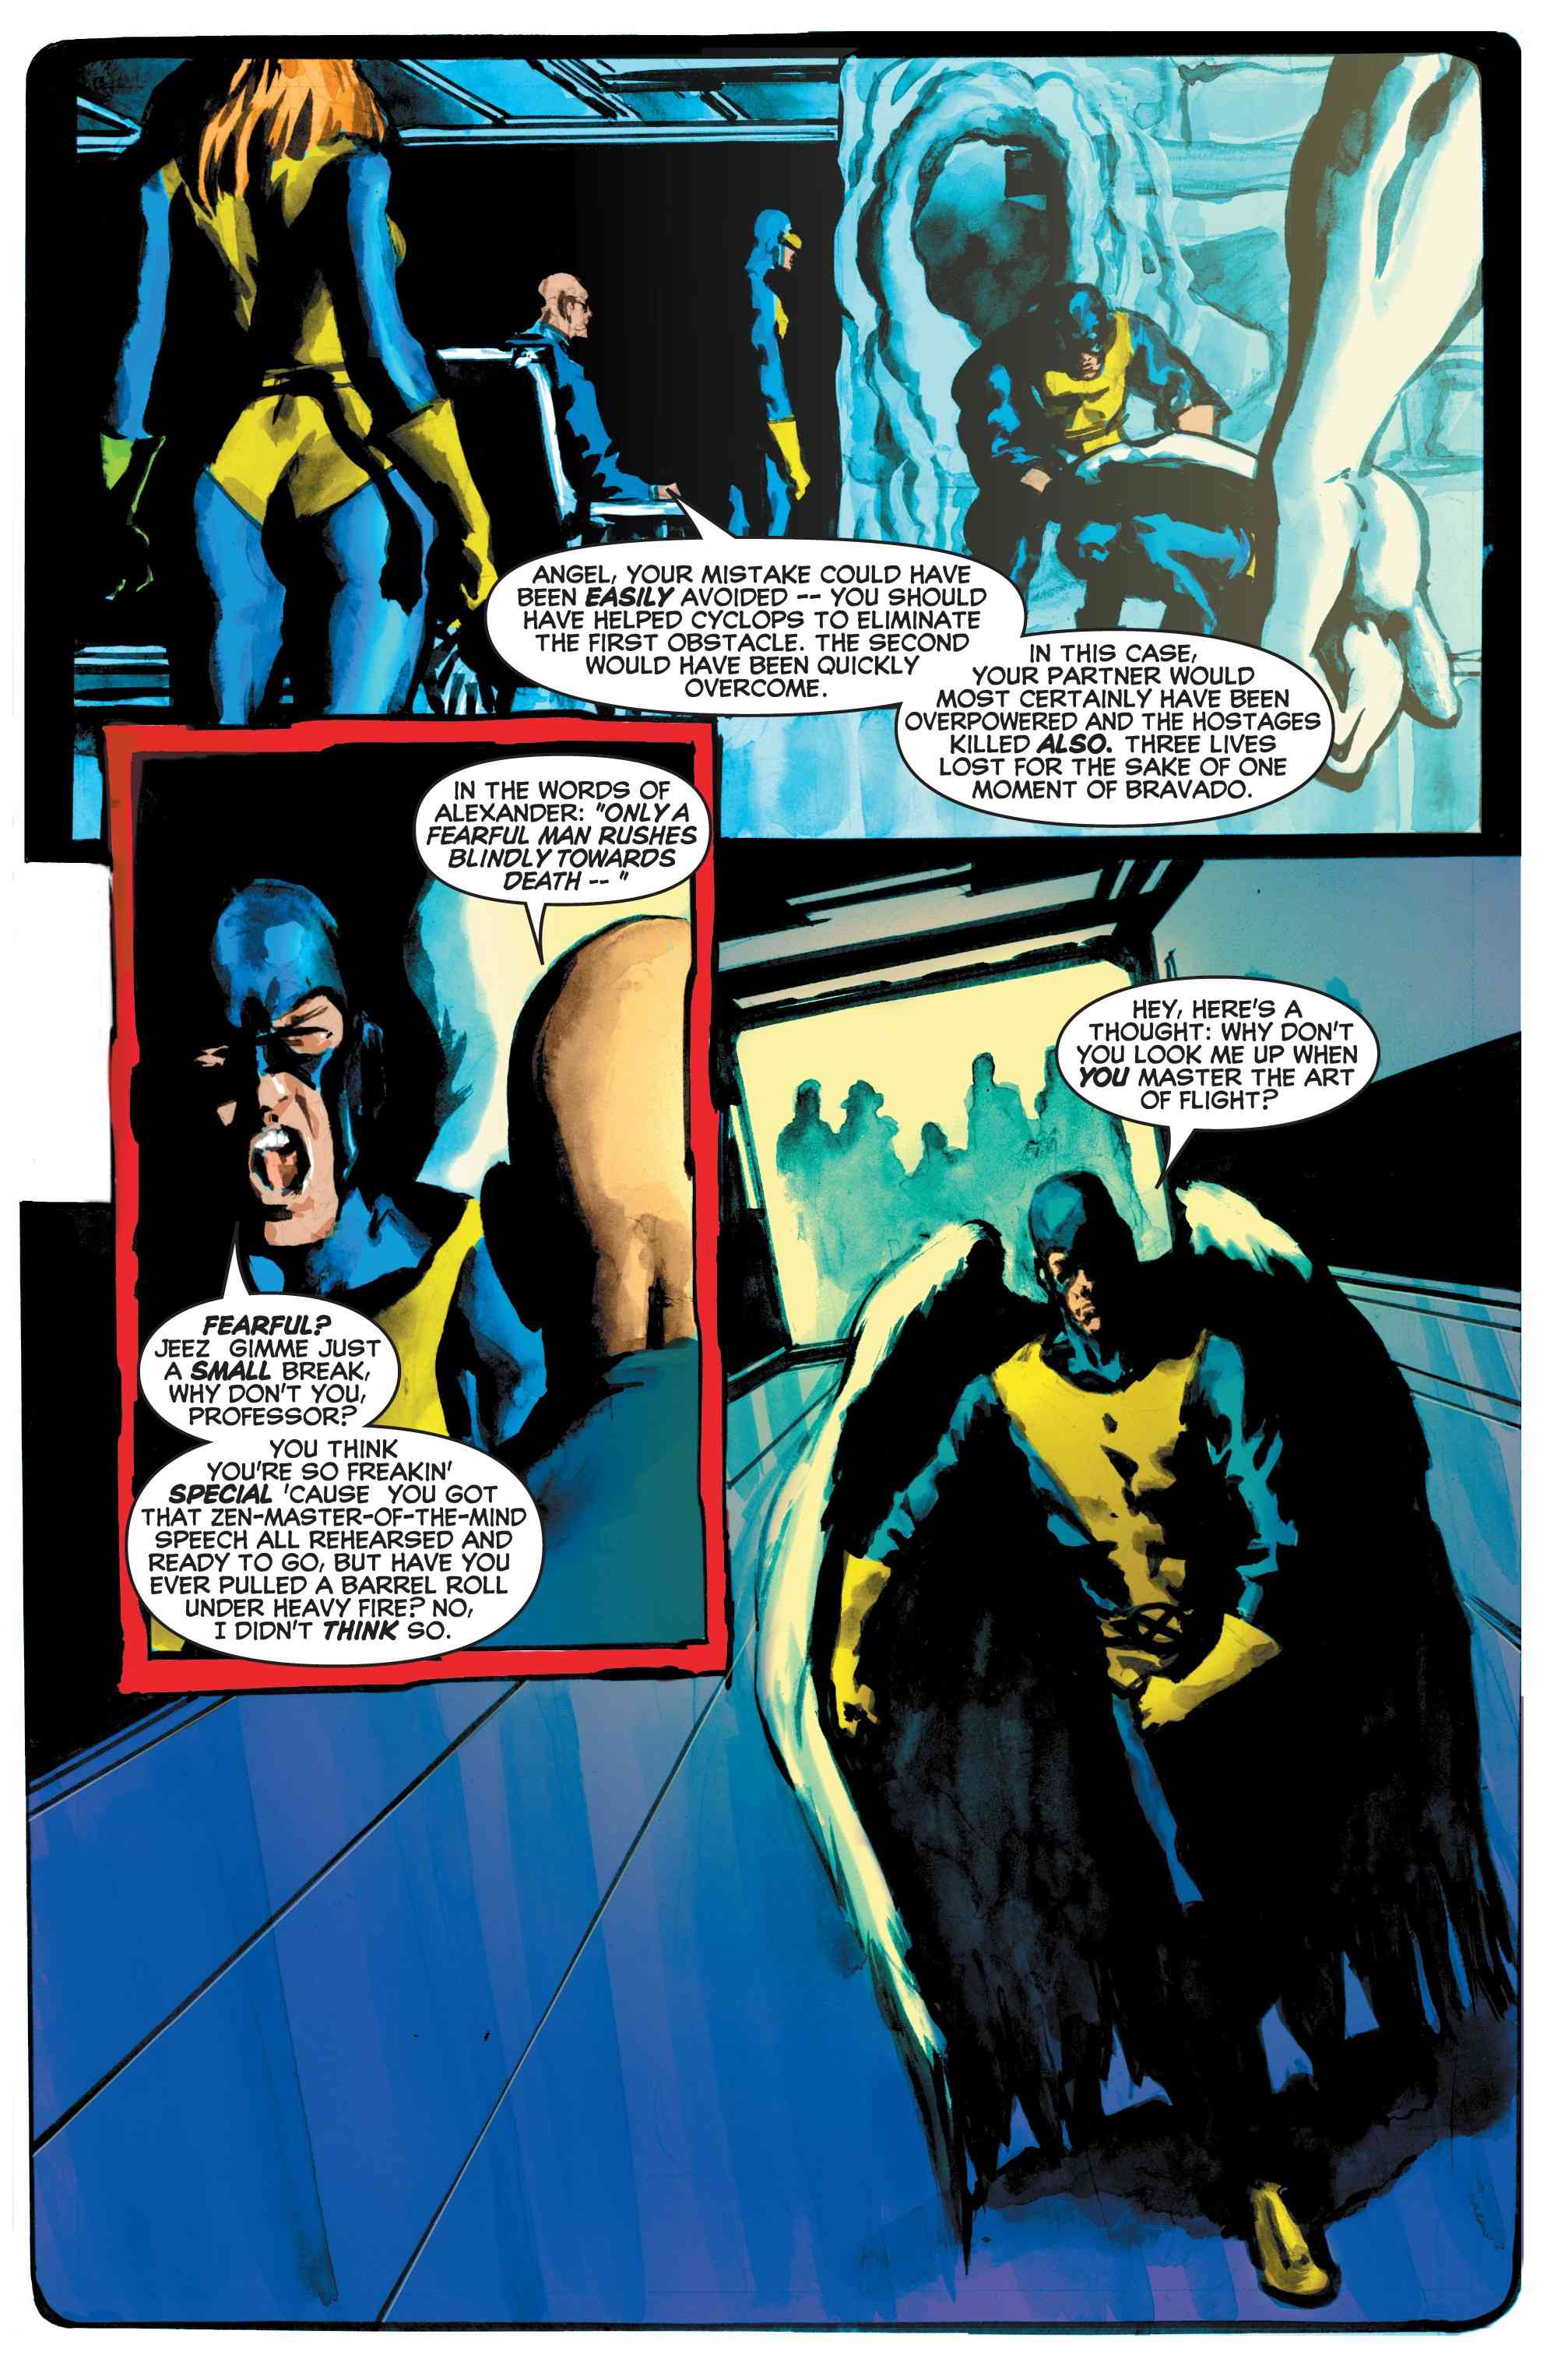 ANGEL, YOUR MISTAKE COULD HAVE
BEEN EASILY AVOIDED -- YOU SHOULD
HAVE HELPED CYCLOPS TO ELIMINATE
THE FIRST OBSTACLE. THE SECOND
WOULD HAVE BEEN QUICKLY
OVERCOME.
IN THIS CASE,
YOUR PARTNER WOULD
MOST CERTAINLY HAVE BEEN
OVERPOWERED AND THE HOSTAGES
KILLED ALSO. THREE LIVES
LOST FOR THE SAKE OF ONE
MOMENT OF BRAVADO.
IN THE WORDS OF
ALEXANDER: "ONLY A
FEARFUL MAN RUSHES
BLINDLY TOWARDS
DEATH -- "
FEARFUL?
JEEZ GIMME JUST
A SMALL BREAK,
WHY DON'T YOU,
PROFESSOR?
YOU THINK
YOU'RE SO FREAKIN'
SPECIAL 'CAUSE YOU GOT
THAT ZEN-MASTER-OF-THE-MIND
SPEECH ALL REHEARSED AND
READY TO GO, BUT HAVE YOU
EVER PULLED A BARREL ROLL
UNDER HEAVY FIRE? NO,
I DIDN'T THINK SO.
HEY, HERE'S A
THOUGHT: WHY DON'T
YOU LOOK ME UP WHEN
YOU MASTER THE ART
OF FLIGHT?